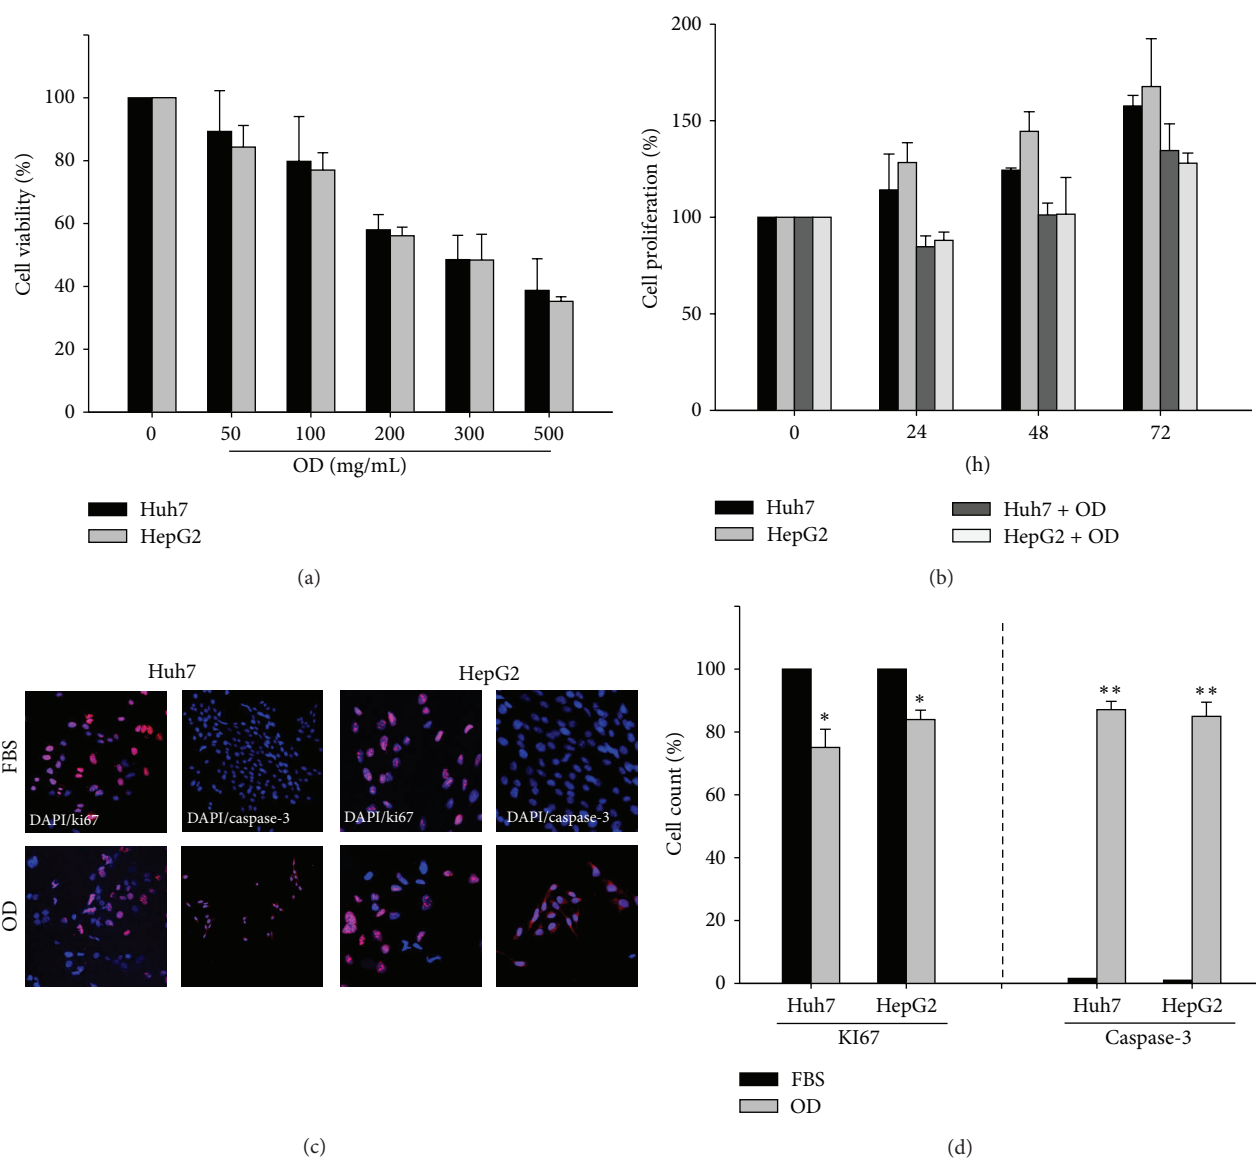 120
100
80
60
40
20
0
Cell viability (%)
0 50 100 200 300 500
OD (mg/mL)
Huh7
HepG2
(a)
200
150
100
50
0
Cell proliferation (%)
0 24 48 72
(h)
Huh7
HepG2
Huh7 + OD
HepG2 + OD
(b)
Huh7 HepG2
FBS
DAPI/ki67 DAPI/caspase-3 DAPI/ki67 DAPI/caspase-3
OD
(c)
100
80
60
40
20
0
Cell count (%)
* * ** **
Huh7 HepG2 Huh7 HepG2
KI67 Caspase-3
FBS
OD
(d)